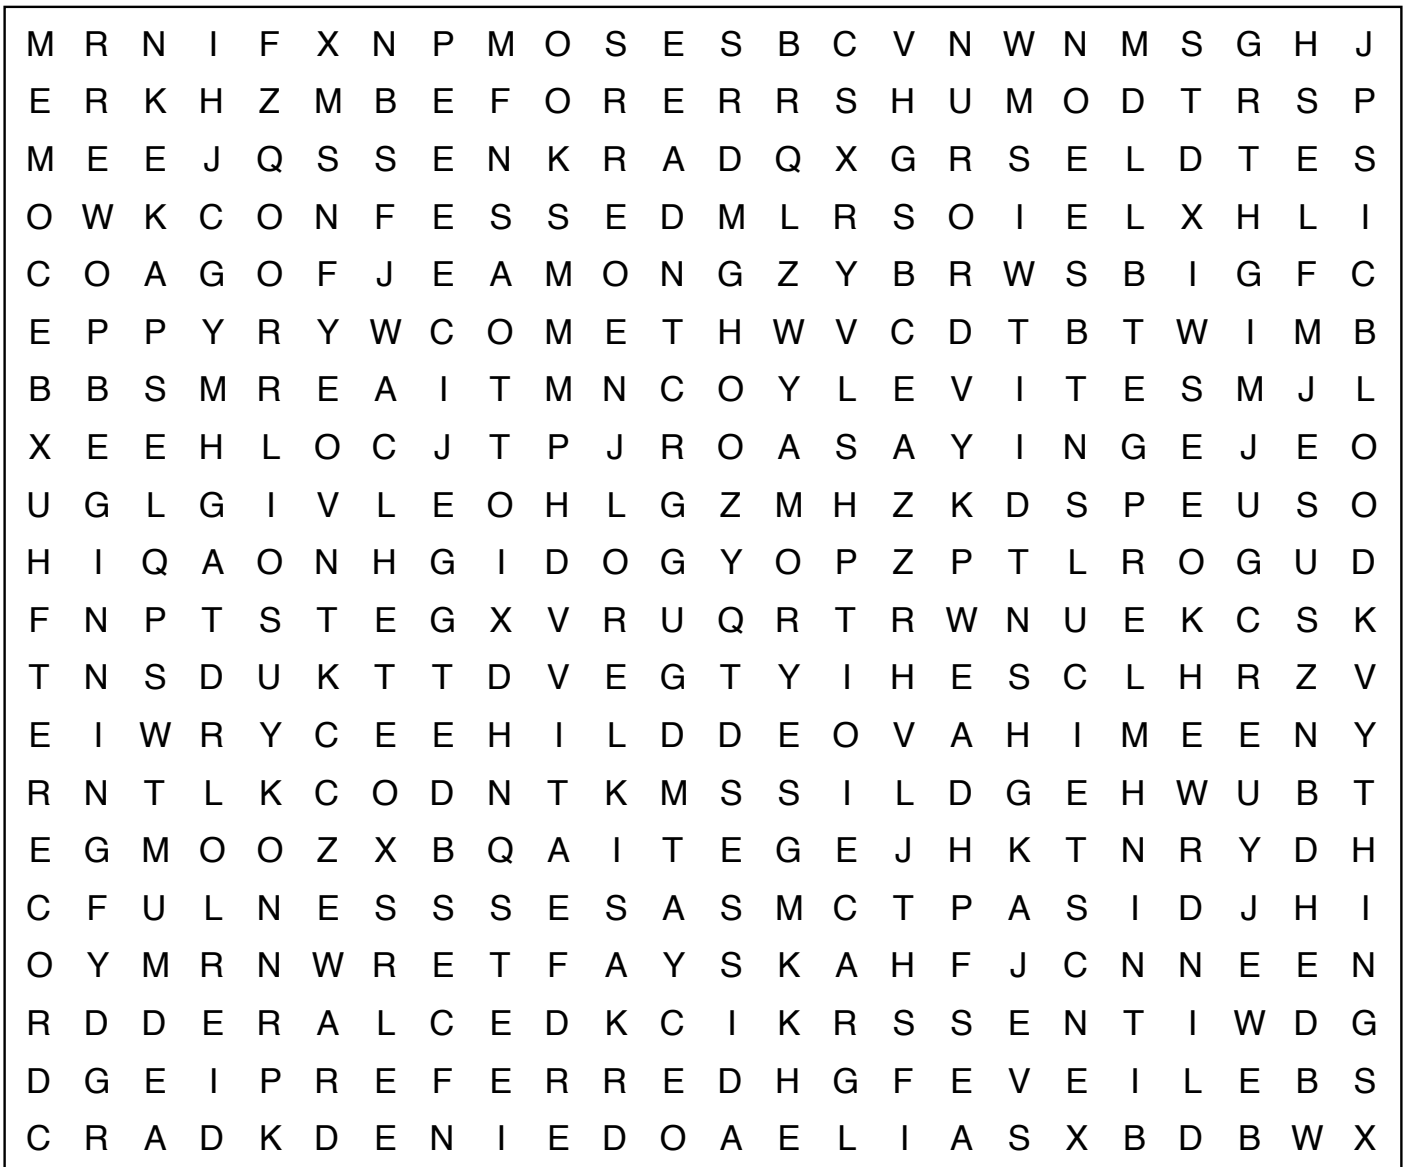 M R N I F X N P M O S E S B C V N W N M S G H J
E R K H Z M B E F O R E R R S H U M O D T R S P
M E E J Q S S E N K R A D Q X G R S E L D T E S
O W K C O N F E S S E D M L R S O I E L X H L I
C O A G O F J E A M O N G Z Y B R W S B I G F C
E P P Y R Y W C O M E T H W V C D T B T W I M B
B B S M R E A I T M N C O Y L E V I T E S M J L
X E E H L O C J T P J R O A S A Y I N G E J E O
U G L G I V L E O H L G Z M H Z K D S P E U S O
H I Q A O N H G I D O G Y O P Z P T L R O G U D
F N P T S T E G X V R U Q R T R W N U E K C S K
T N S D U K T T D V E G T Y I H E S C L H R Z V
E I W R Y C E E H I L D D E O V A H I M E E N Y
R N T L K C O D N T K M S S I L D G E H W U B T
E G M O O Z X B Q A I T E G E J H K T N R Y D H
C F U L N E S S S E S A S M C T P A S I D J H I
O Y M R N W R E T F A Y S K A H F J C N N E E N
R D D E R A L C E D K C I K R S S E N T I W D G
D G E I P R E F E R R E D H G F E V E I L E B S
C R A D K D E N I E D O A E L I A S X B D B W X